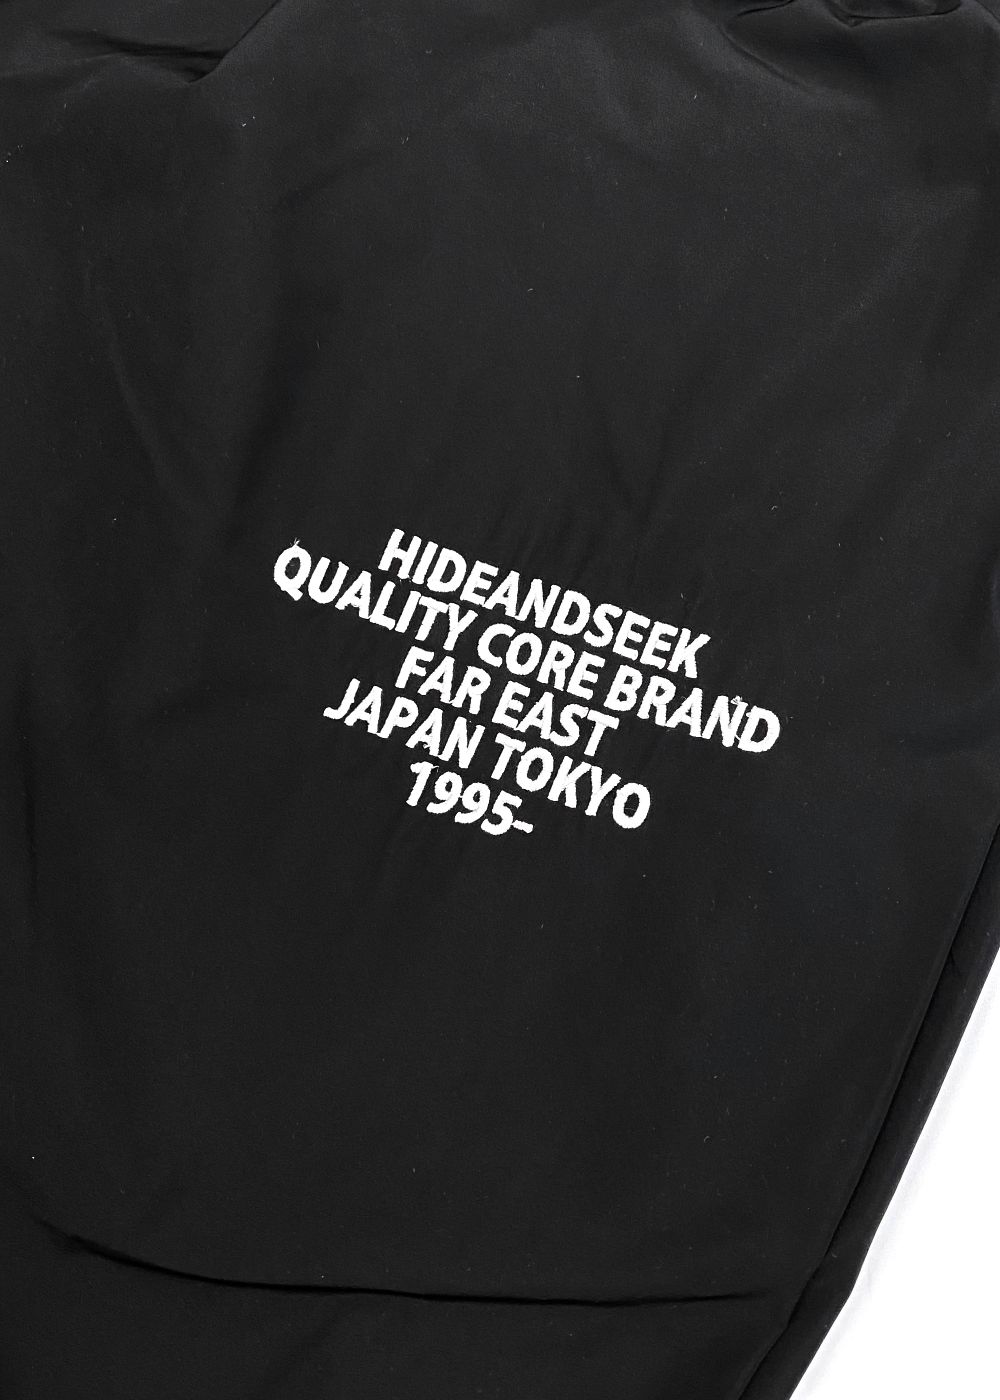 HIDEANDSEEK
QUALITY CORE BRAND
FAR EAST
JAPAN TOKYO
1995-